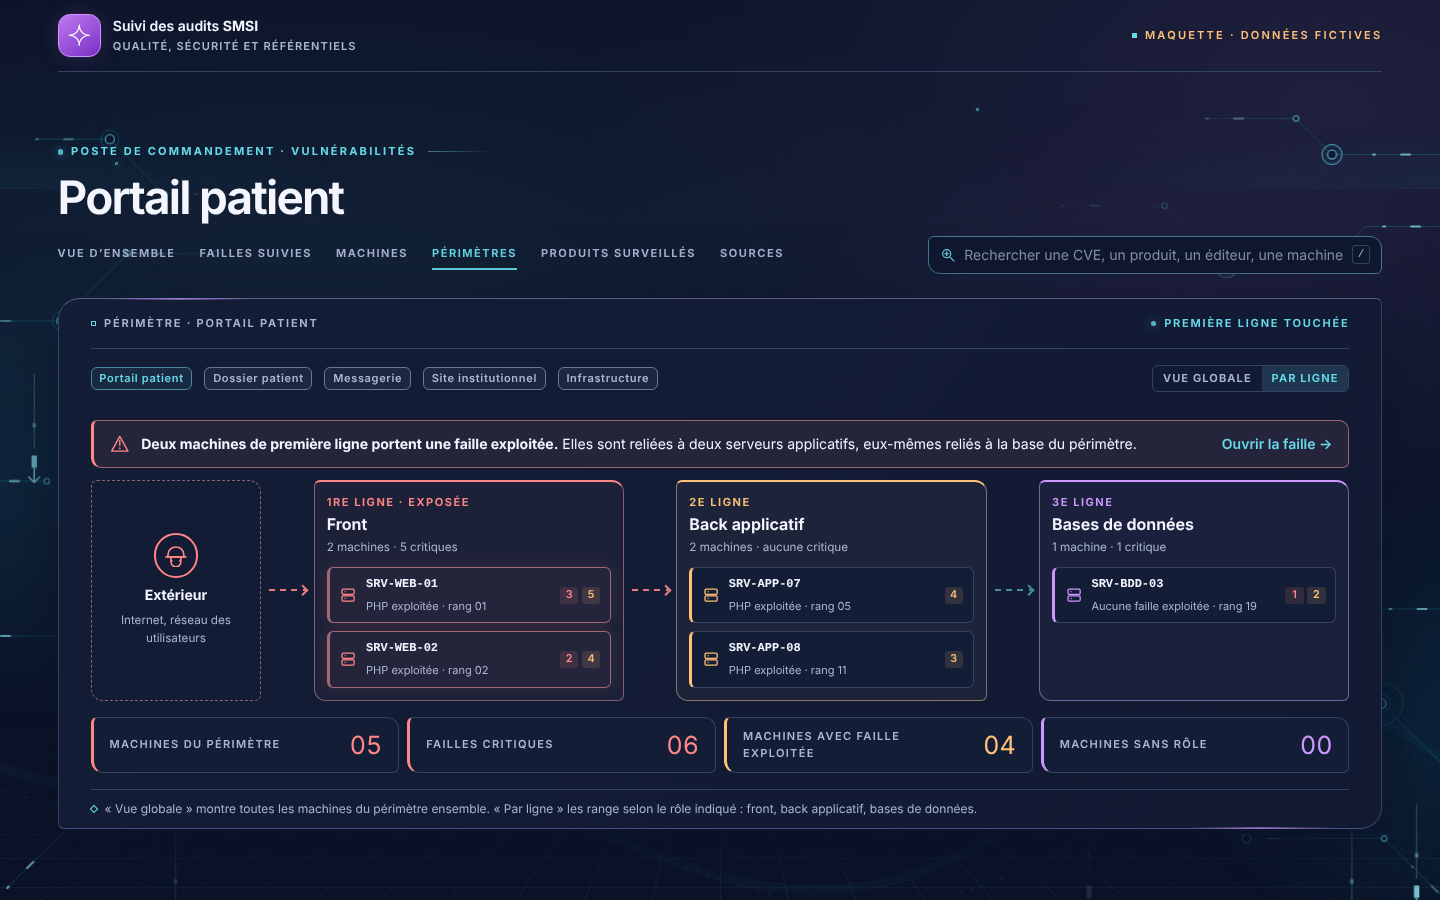 Suivi des audits SMSI
QUALITÉ, SÉCURITÉ ET RÉFÉRENTIELS
MAQUETTE · DONNÉES FICTIVES
POSTE DE COMMANDEMENT · VULNÉRABILITÉS
Portail patient
VUE D'ENSEMBLE FAILLES SUIVIES MACHINES PÉRIMÈTRES PRODUITS SURVEILLÉS SOURCES
Rechercher une CVE, un produit, un éditeur, une machine /
PÉRIMÈTRE · PORTAIL PATIENT
PREMIÈRE LIGNE TOUCHÉE
Portail patient Dossier patient Messagerie Site institutionnel Infrastructure
VUE GLOBALE PAR LIGNE
Deux machines de première ligne portent une faille exploitée. Elles sont reliées à deux serveurs applicatifs, eux-mêmes reliés à la base du périmètre.
Ouvrir la faille →
Extérieur
Internet, réseau des
utilisateurs
1RE LIGNE · EXPOSÉE
Front
2 machines · 5 critiques
SRV-WEB-01
PHP exploitée · rang 01
3 5
SRV-WEB-02
PHP exploitée · rang 02
2 4
2E LIGNE
Back applicatif
2 machines · aucune critique
SRV-APP-07
PHP exploitée · rang 05
4
SRV-APP-08
PHP exploitée · rang 11
3
3E LIGNE
Bases de données
1 machine · 1 critique
SRV-BDD-03
Aucune faille exploitée · rang 19
1 2
MACHINES DU PÉRIMÈTRE 05
FAILLES CRITIQUES 06
MACHINES AVEC FAILLE
EXPLOITÉE
04
MACHINES SANS RÔLE 00
« Vue globale » montre toutes les machines du périmètre ensemble. « Par ligne » les range selon le rôle indiqué : front, back applicatif, bases de données.